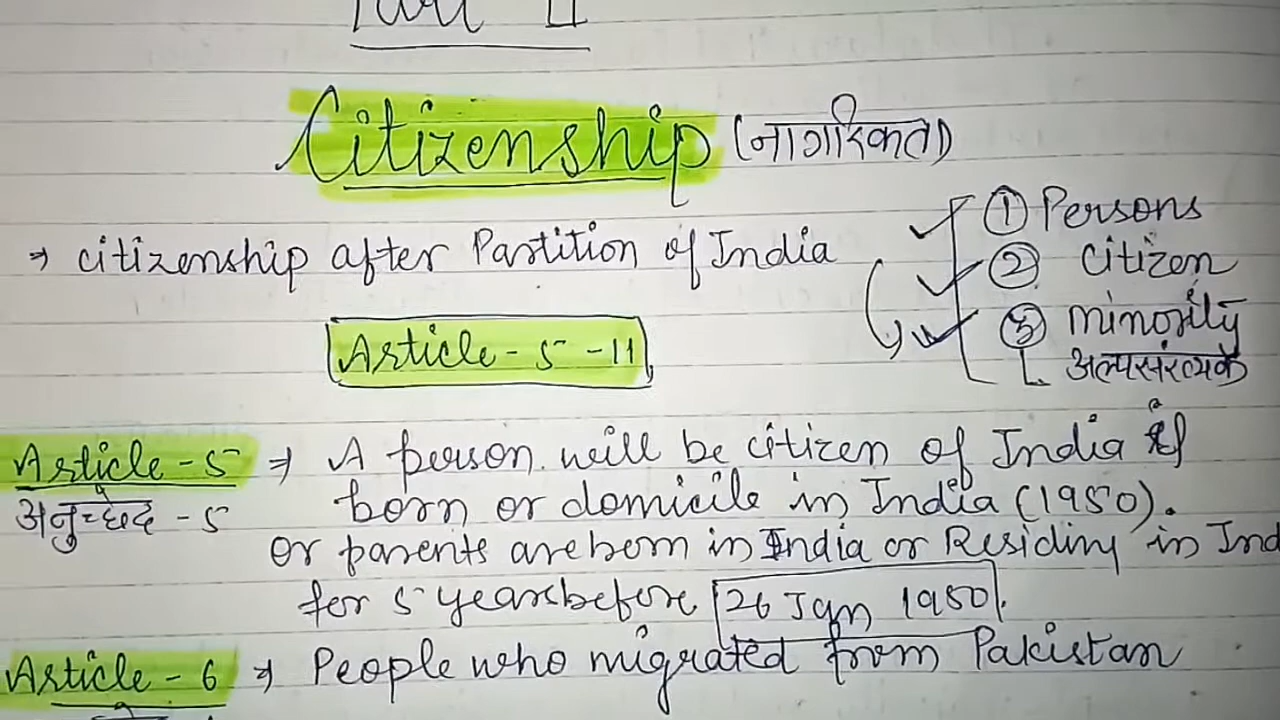 Part II
Citizenship (नागरिकता)
→ citizenship after Partition of India
① Persons
② citizen
③ minority
अल्पसंख्यक
Article - 5 - 11
Article - 5 ⇒ A person will be citizen of India if
अनुच्छेद - 5 born or domicile in India (1950).
or parents are born in India or Residing in Ind
for 5 years before 26 Jan 1950.
Article - 6 ⇒ People who migrated from Pakistan